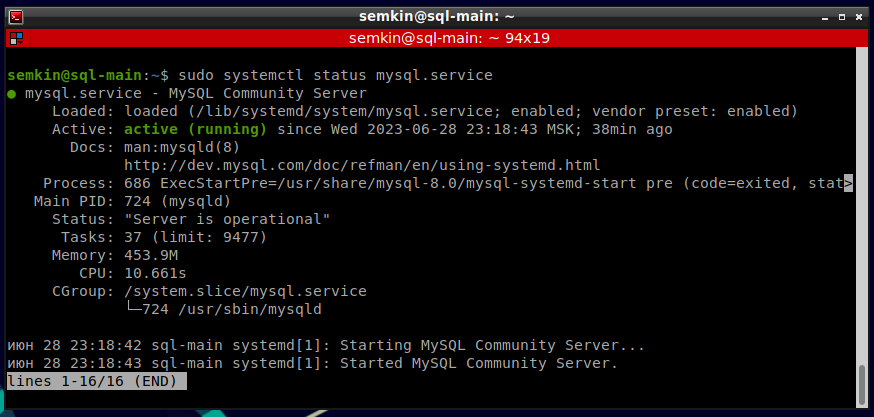 semkin@sql-main: ~
semkin@sql-main: ~ 94x19
semkin@sql-main:~$ sudo systemctl status mysql.service
● mysql.service - MySQL Community Server
Loaded: loaded (/lib/systemd/system/mysql.service; enabled; vendor preset: enabled)
Active: active (running) since Wed 2023-06-28 23:18:43 MSK; 38min ago
Docs: man:mysqld(8)
http://dev.mysql.com/doc/refman/en/using-systemd.html
Process: 686 ExecStartPre=/usr/share/mysql-8.0/mysql-systemd-start pre (code=exited, stat>
Main PID: 724 (mysqld)
Status: "Server is operational"
Tasks: 37 (limit: 9477)
Memory: 453.9M
CPU: 10.661s
CGroup: /system.slice/mysql.service
└─724 /usr/sbin/mysqld
июн 28 23:18:42 sql-main systemd[1]: Starting MySQL Community Server...
июн 28 23:18:43 sql-main systemd[1]: Started MySQL Community Server.
lines 1-16/16 (END)